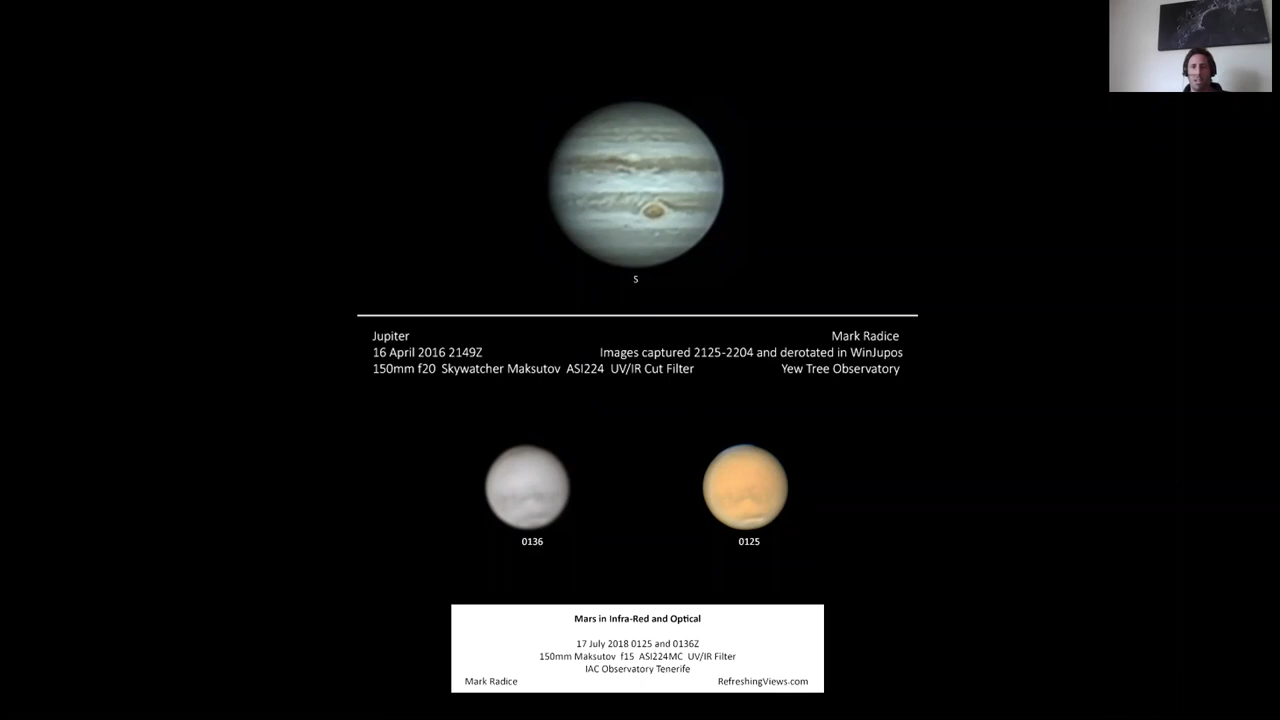 S
Jupiter Mark Radice
16 April 2016 2149Z Images captured 2125-2204 and derotated in WinJupos
150mm f20 Skywatcher Maksutov ASI224 UV/IR Cut Filter Yew Tree Observatory
0136 0125
Mars in Infra-Red and Optical
17 July 2018 0125 and 0136Z
150mm Maksutov f15 ASI224MC UV/IR Filter
IAC Observatory Tenerife
Mark Radice RefreshingViews.com